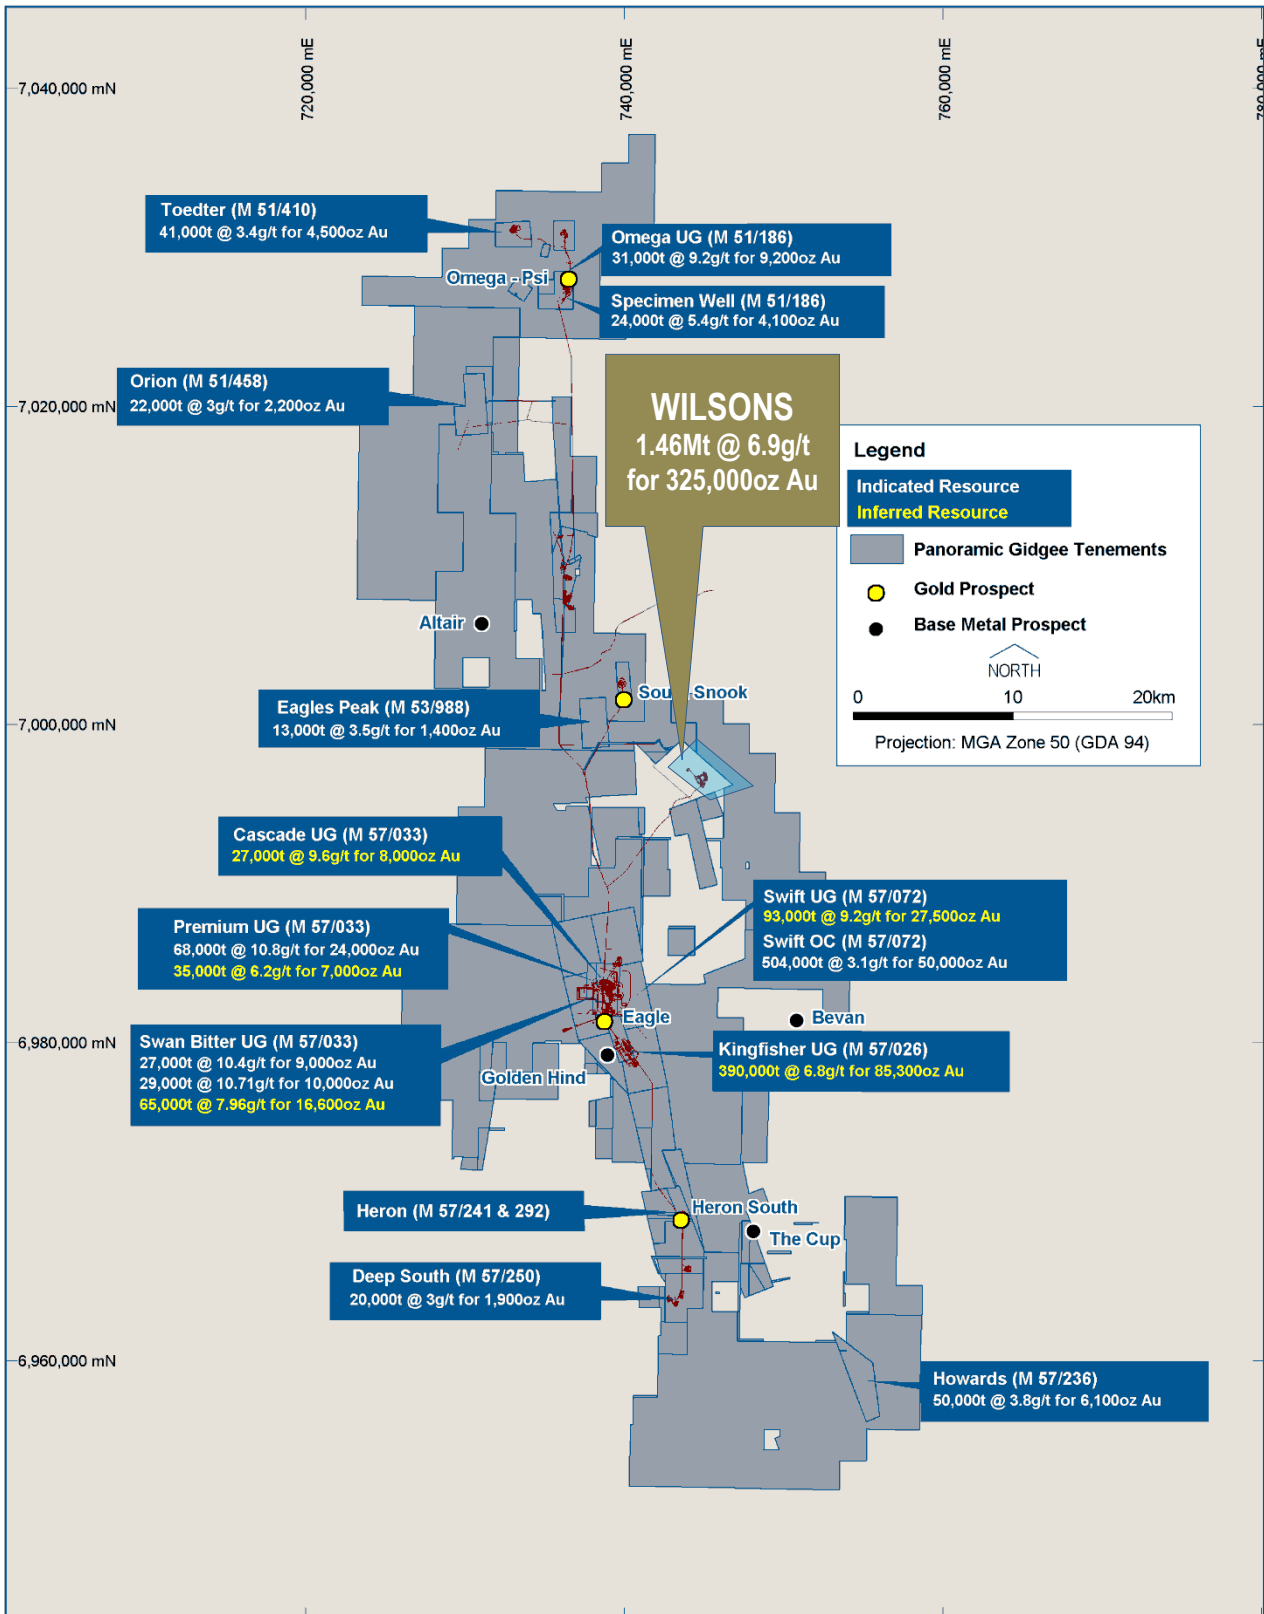 720,000 mE
740,000 mE
760,000 mE
7,040,000 mN
Toedter (M 51/410)
41,000t @ 3.4g/t for 4,500oz Au
Omega UG (M 51/186)
31,000t @ 9.2g/t for 9,200oz Au
Omega - Psi
Specimen Well (M 51/186)
24,000t @ 5.4g/t for 4,100oz Au
Orion (M 51/458)
22,000t @ 3g/t for 2,200oz Au
7,020,000 mN
WILSONS
1.46Mt @ 6.9g/t
for 325,000oz Au
Legend
Indicated Resource
Inferred Resource
Panoramic Gidgee Tenements
Gold Prospect
Base Metal Prospect
NORTH
0 10 20km
Projection: MGA Zone 50 (GDA 94)
Altair
Snook
Eagles Peak (M 53/988)
13,000t @ 3.5g/t for 1,400oz Au
7,000,000 mN
Cascade UG (M 57/033)
27,000t @ 9.6g/t for 8,000oz Au
Swift UG (M 57/072)
93,000t @ 9.2g/t for 27,500oz Au
Swift OC (M 57/072)
504,000t @ 3.1g/t for 50,000oz Au
Premium UG (M 57/033)
68,000t @ 10.8g/t for 24,000oz Au
35,000t @ 6.2g/t for 7,000oz Au
Eagle
Bevan
Swan Bitter UG (M 57/033)
27,000t @ 10.4g/t for 9,000oz Au
29,000t @ 10.71g/t for 10,000oz Au
65,000t @ 7.96g/t for 16,600oz Au
6,980,000 mN
Kingfisher UG (M 57/026)
390,000t @ 6.8g/t for 85,300oz Au
Golden Hind
Heron (M 57/241 & 292)
Heron South
The Cup
Deep South (M 57/250)
20,000t @ 3g/t for 1,900oz Au
6,960,000 mN
Howards (M 57/236)
50,000t @ 3.8g/t for 6,100oz Au